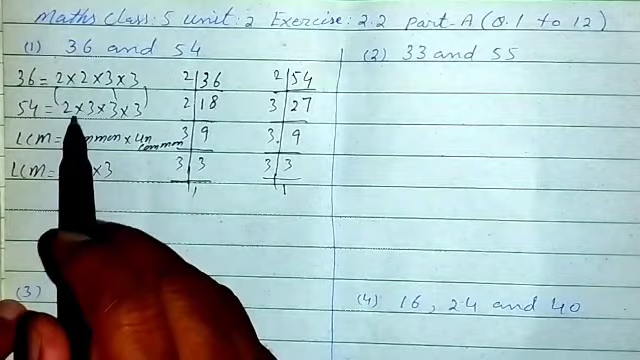 Maths Class: 5 Unit: 2 Exercise: 2.2 part-A (Q.1 to 12)
(1) 36 and 54
36 = 2×2×3×3
54 = 2×3×3×3
LCM = common × un common
LCM = ×3
2 36
2 18
3 9
3 3
1
2 54
3 27
3 9
3 3
1
(2) 33 and 55
(3)
(4) 16, 24 and 40